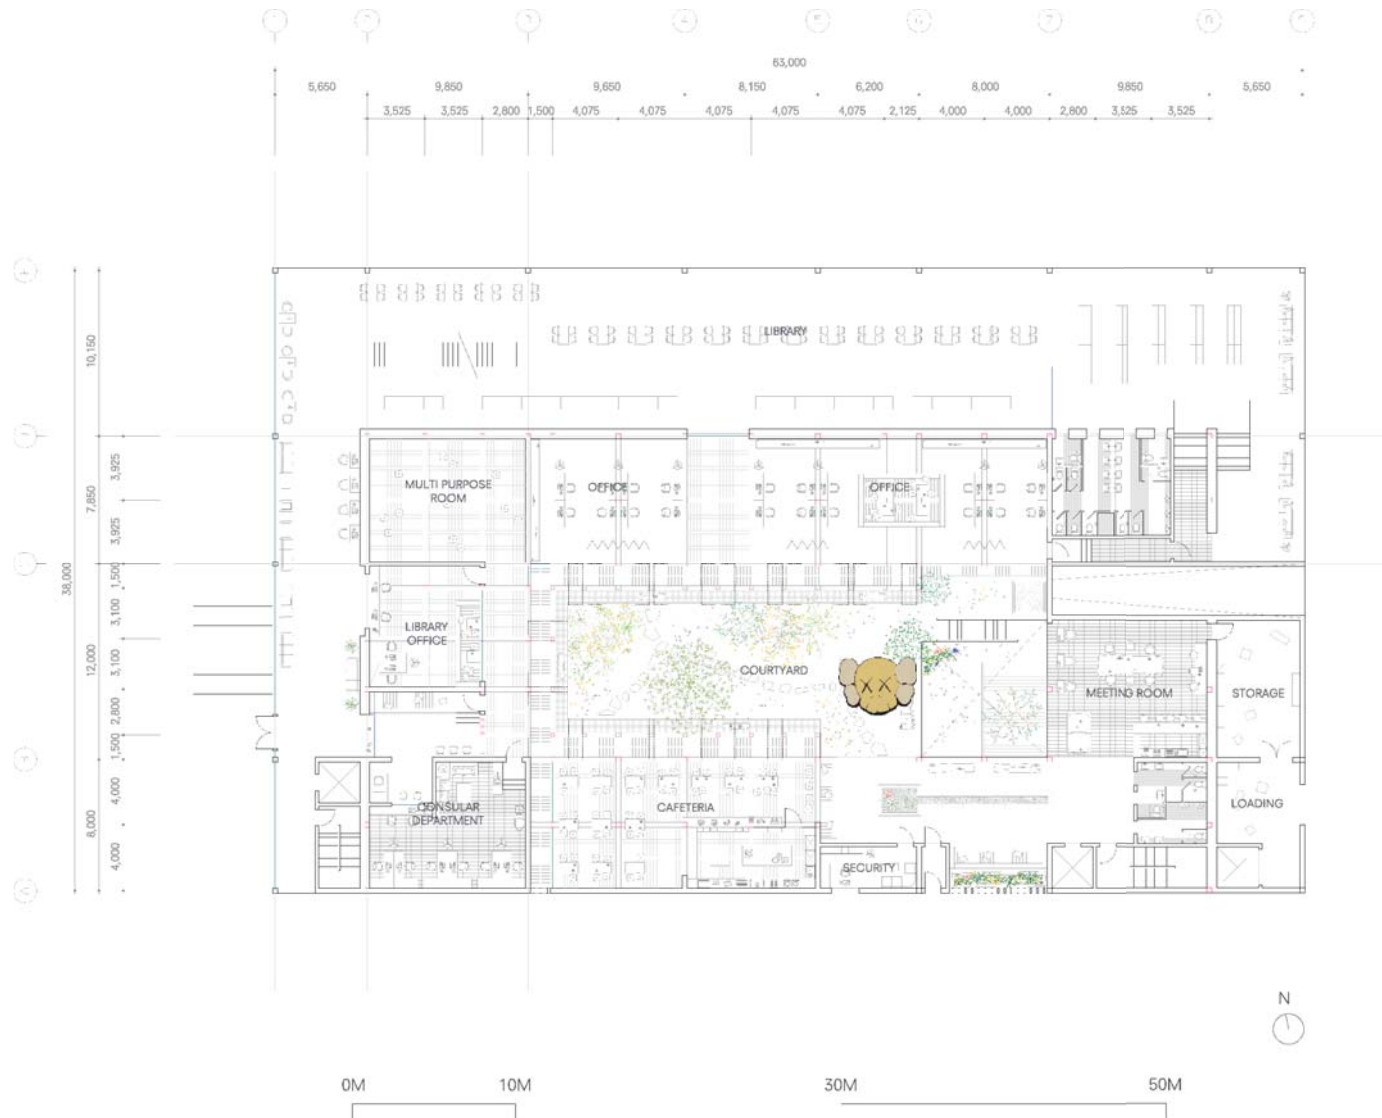 63,000
5,650 9,850 9,650 8,150 6,200 8,000 9,850 5,650
3,525 3,525 2,800 1,500 4,075 4,075 4,075 4,075 4,075 2,125 4,000 4,000 2,800 3,525 3,525
38,000
10,150
7,850
12,000
8,000
3,925
3,925
1,500
3,100
3,100
2,800
1,500
4,000
4,000
LIBRARY
MULTI PURPOSE
ROOM
OFFICE
OFFICE
LIBRARY
OFFICE
COURTYARD
MEETING ROOM
STORAGE
CONSULAR
DEPARTMENT
CAFETERIA
LOADING
SECURITY
N
0M 10M 30M 50M